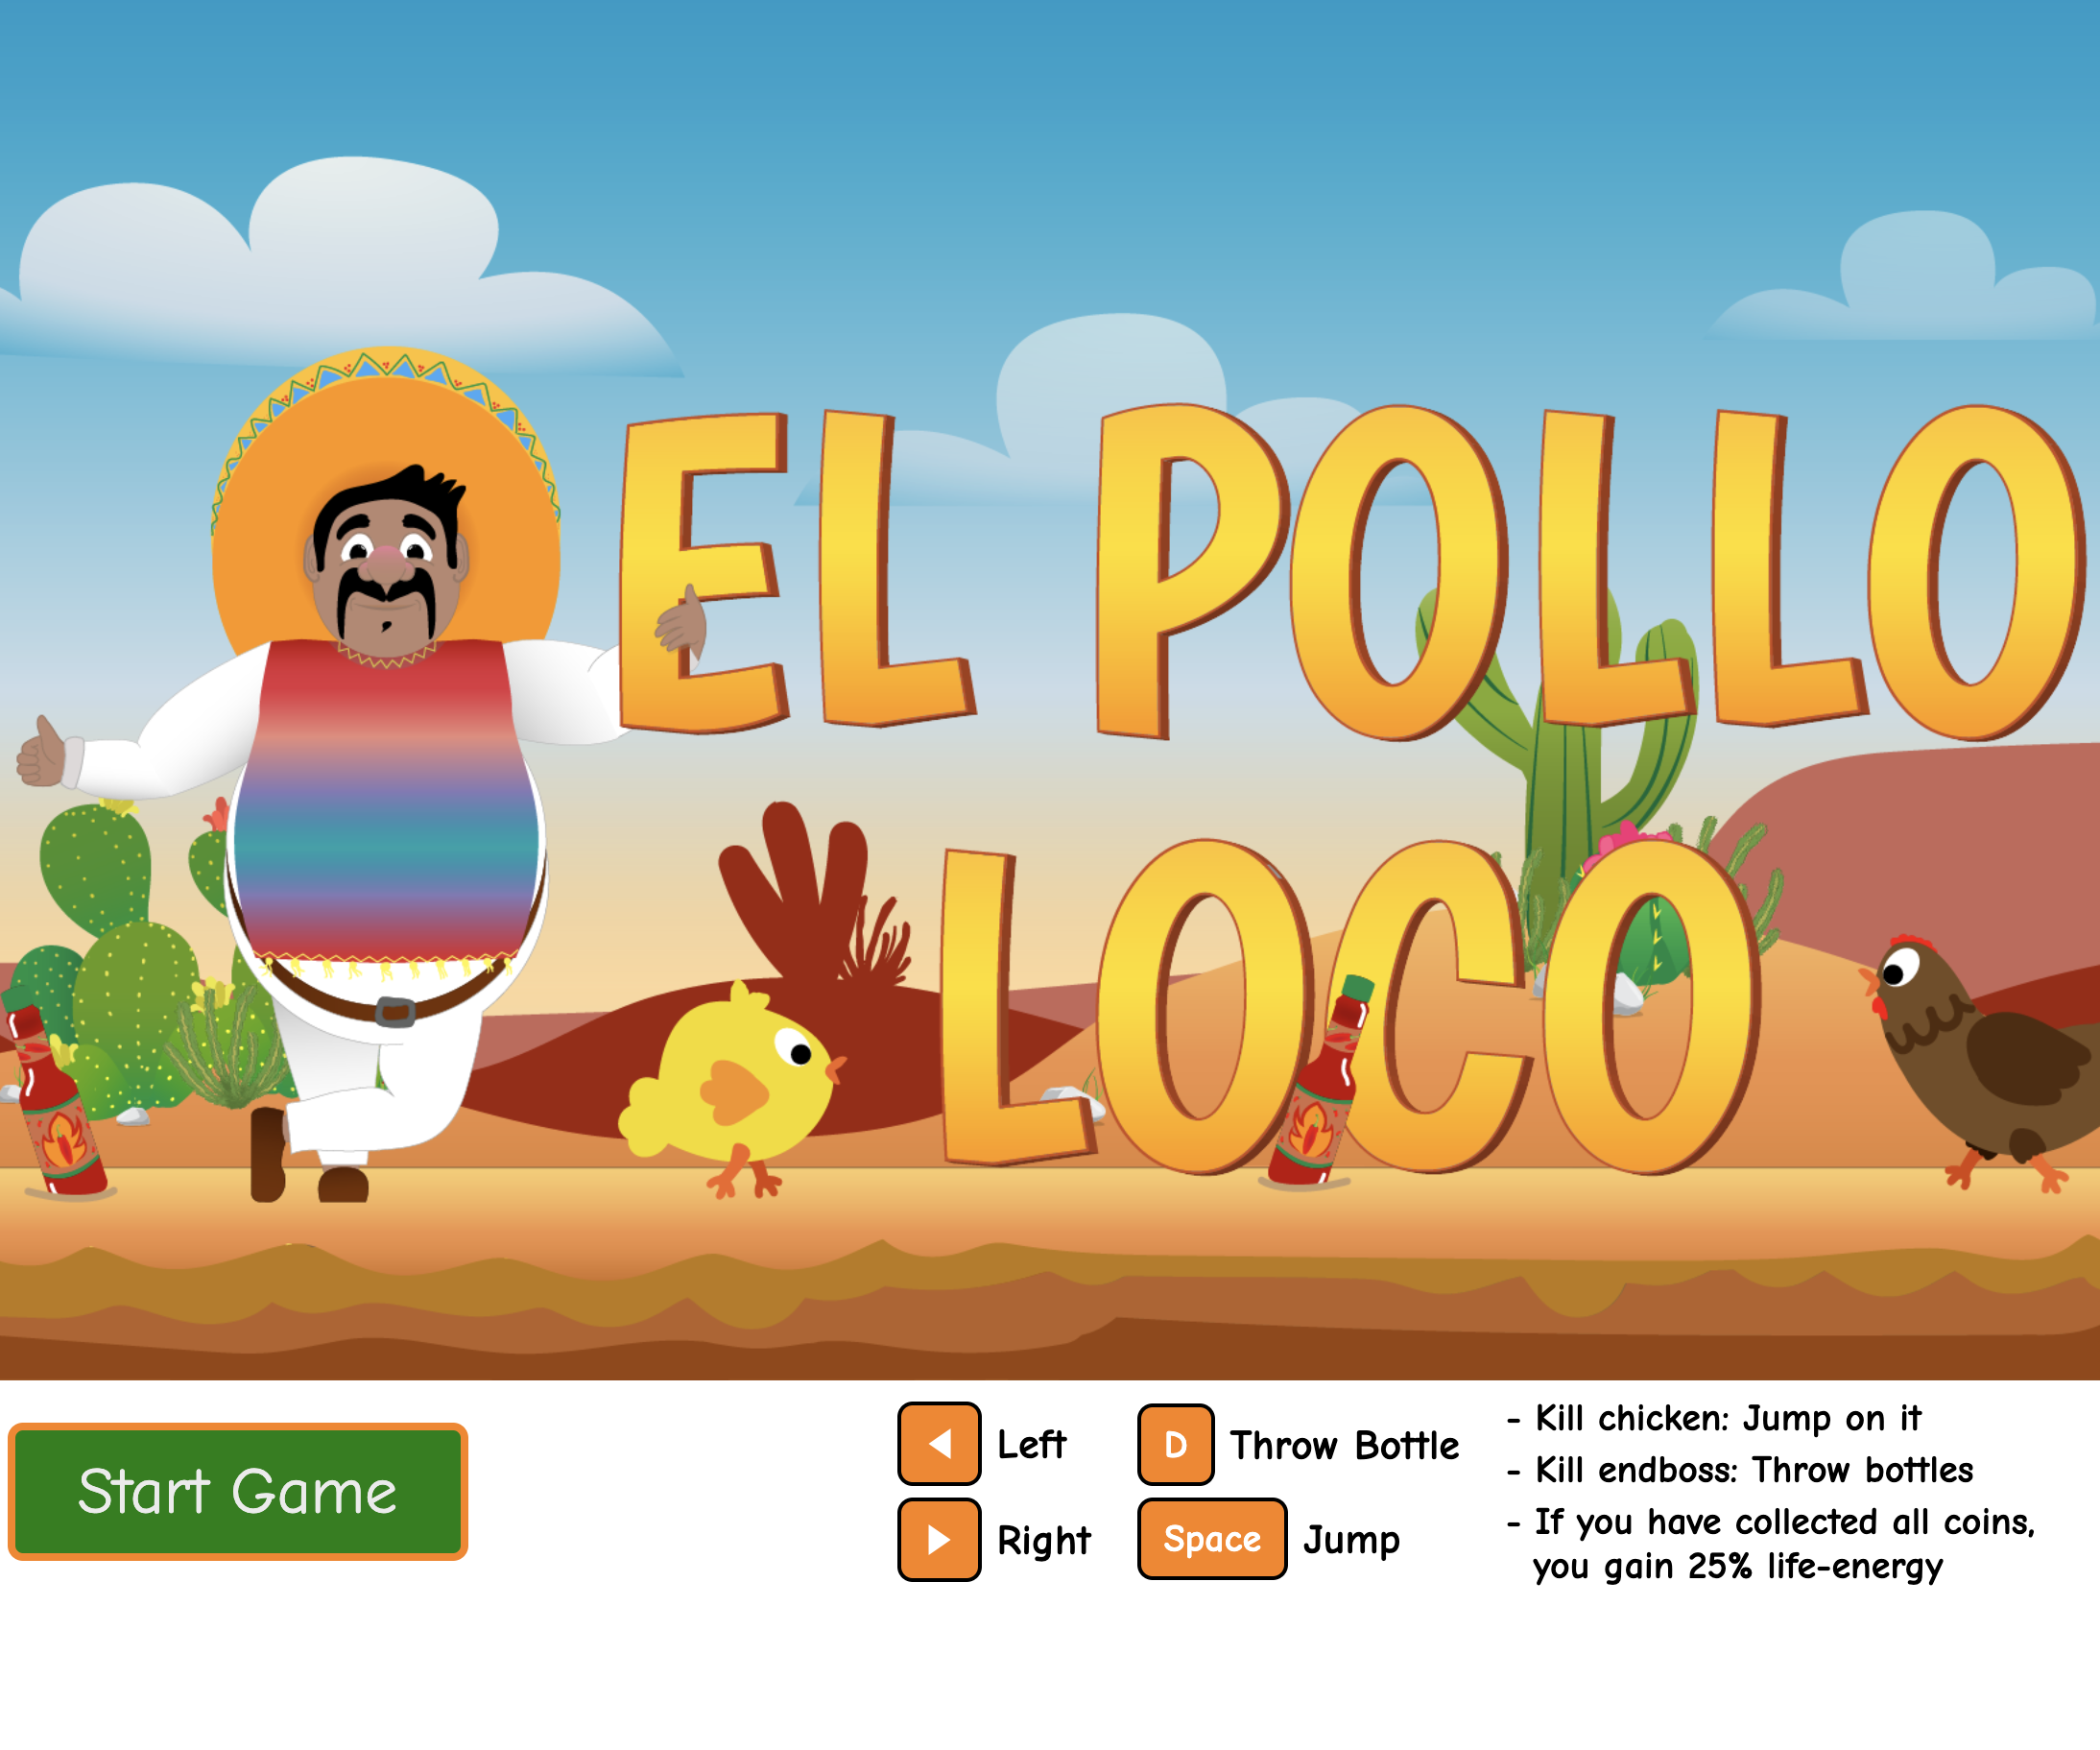 EL POLLO
LOCO
Start Game
Left
Right
D
Throw Bottle
Space
Jump
- Kill chicken: Jump on it
- Kill endboss: Throw bottles
- If you have collected all coins,
you gain 25% life-energy